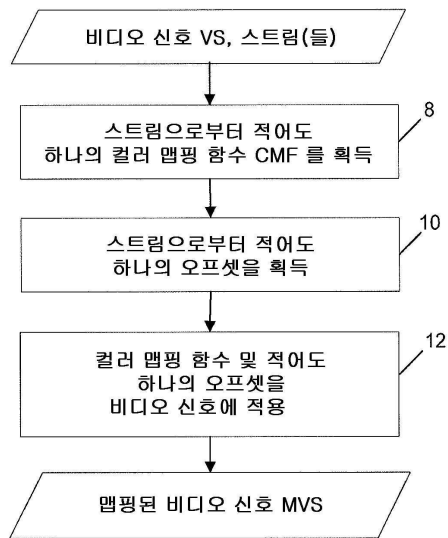 비디오 신호 VS, 스트림(들)
스트림으로부터 적어도
하나의 컬러 맵핑 함수 CMF 를 획득
8
스트림으로부터 적어도
하나의 오프셋을 획득
10
컬러 맵핑 함수 및 적어도
하나의 오프셋을
비디오 신호에 적용
12
맵핑된 비디오 신호 MVS